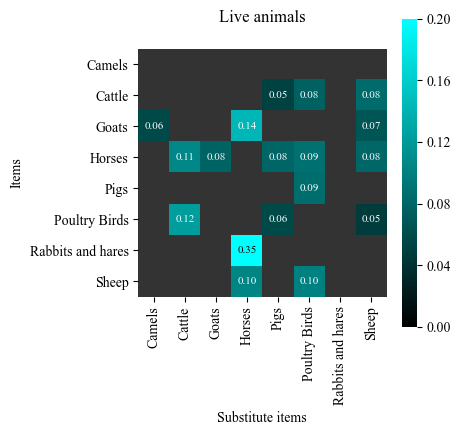 Live animals
Items
Camels
Cattle 0.05 0.08 0.08
Goats 0.06 0.14 0.07
Horses 0.11 0.08 0.08 0.09 0.08
Pigs 0.09
Poultry Birds 0.12 0.06 0.05
Rabbits and hares 0.35
Sheep 0.10 0.10
Camels Cattle Goats Horses Pigs Poultry Birds Rabbits and hares Sheep
Substitute items
0.20
0.16
0.12
0.08
0.04
0.00